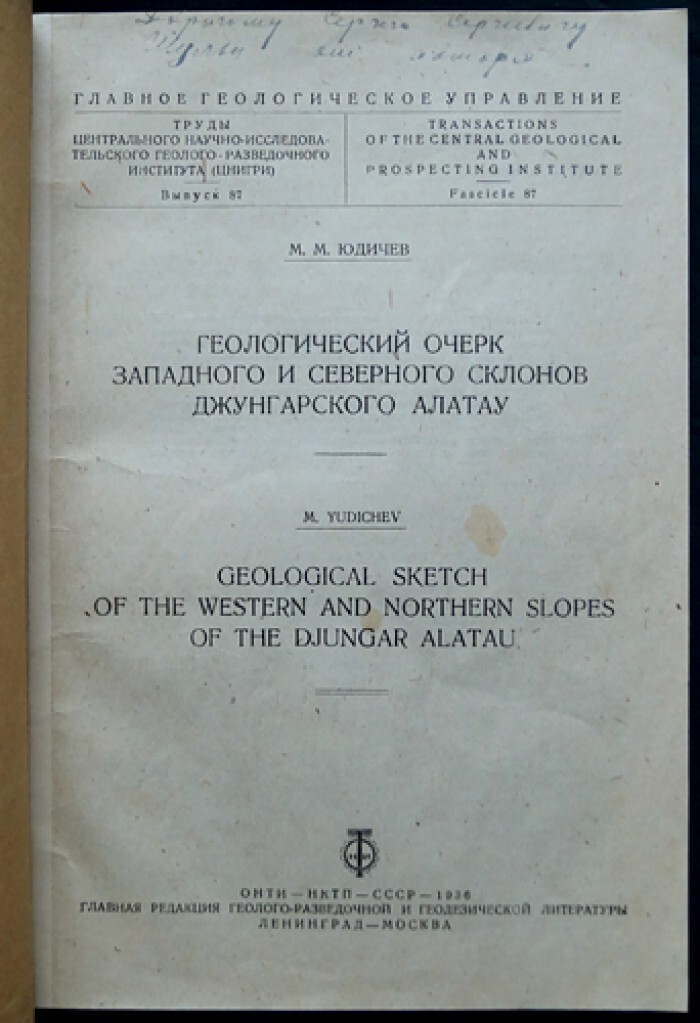 Дорогому Сергею Сергеевичу
от автора
ГЛАВНОЕ ГЕОЛОГИЧЕСКОЕ УПРАВЛЕНИЕ
ТРУДЫ
ЦЕНТРАЛЬНОГО НАУЧНО-ИССЛЕДОВА-
ТЕЛЬСКОГО ГЕОЛОГО-РАЗВЕДОЧНОГО
ИНСТИТУТА (ЦНИГРИ)
Выпуск 87
TRANSACTIONS
OF THE CENTRAL GEOLOGICAL
AND
PROSPECTING INSTITUTE
Fascicle 87
М. М. ЮДИЧЕВ
ГЕОЛОГИЧЕСКИЙ ОЧЕРК
ЗАПАДНОГО И СЕВЕРНОГО СКЛОНОВ
ДЖУНГАРСКОГО АЛАТАУ
M. YUDICHEV
GEOLOGICAL SKETCH
OF THE WESTERN AND NORTHERN SLOPES
OF THE DJUNGAR ALATAU
ОНТИ—НКТП—СССР—1936
ГЛАВНАЯ РЕДАКЦИЯ ГЕОЛОГО-РАЗВЕДОЧНОЙ И ГЕОДЕЗИЧЕСКОЙ ЛИТЕРАТУРЫ
ЛЕНИНГРАД—МОСКВА